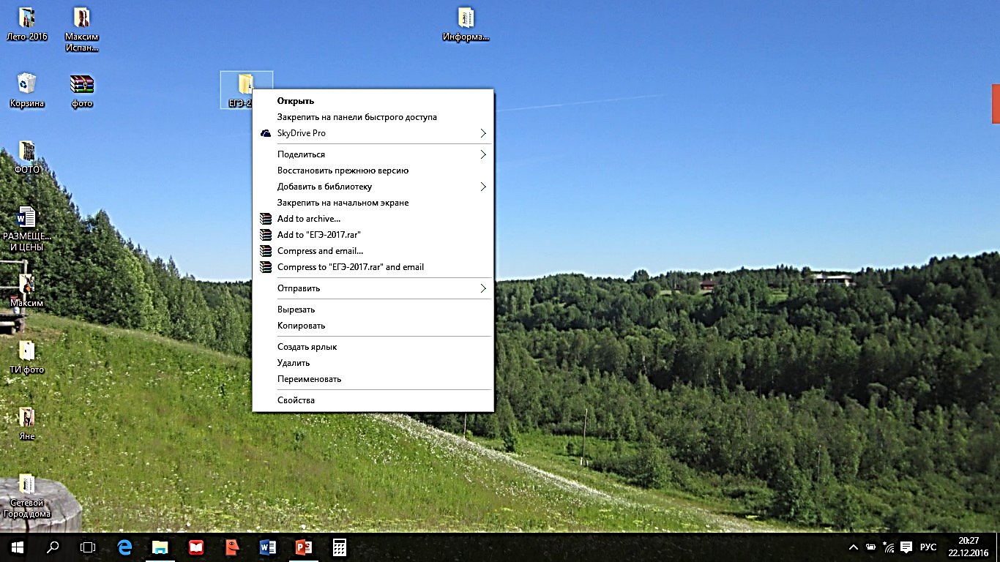 Лето-2016
Максим
Испан...
Информа...
Корзина
фото
ЕГЭ-2
ФОТО
РАЗМЕЩЕ...
И ЦЕНЫ
Максим
ТИ фото
Яне
Сетевой
Город дома
Открыть
Закрепить на панели быстрого доступа
SkyDrive Pro
Поделиться
Восстановить прежнюю версию
Добавить в библиотеку
Закрепить на начальном экране
Add to archive...
Add to "ЕГЭ-2017.rar"
Compress and email...
Compress to "ЕГЭ-2017.rar" and email
Отправить
Вырезать
Копировать
Создать ярлык
Удалить
Переименовать
Свойства
РУС
20:27
22.12.2016